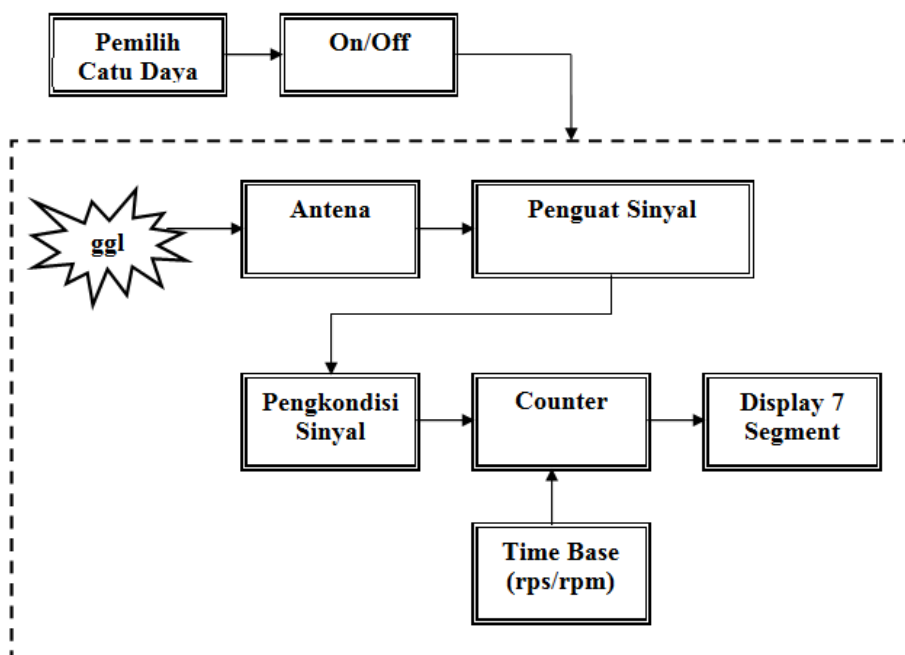 Pemilih
Catu Daya
On/Off
ggl
Antena
Penguat Sinyal
Pengkondisi
Sinyal
Counter
Display 7
Segment
Time Base
(rps/rpm)